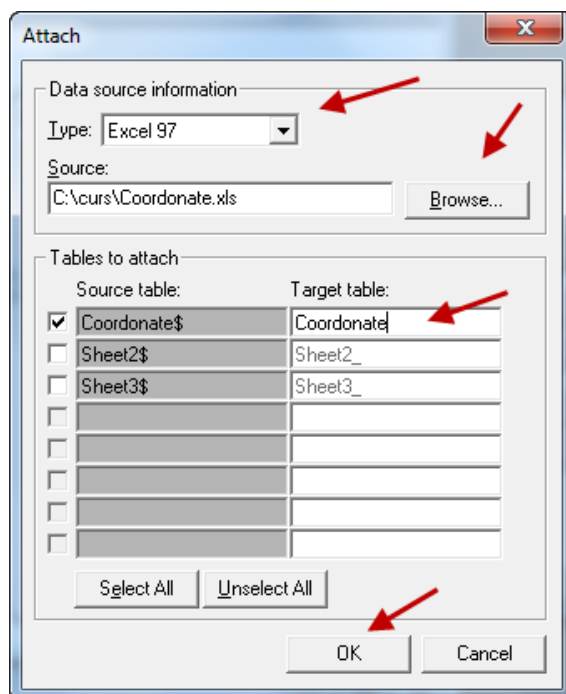 Attach
Data source information
Type: Excel 97
Source:
C:\curs\Coordonate.xls Browse...
Tables to attach
Source table: Target table:
Coordonate$ Coordonate
Sheet2$ Sheet2_
Sheet3$ Sheet3_
Select All Unselect All
OK Cancel